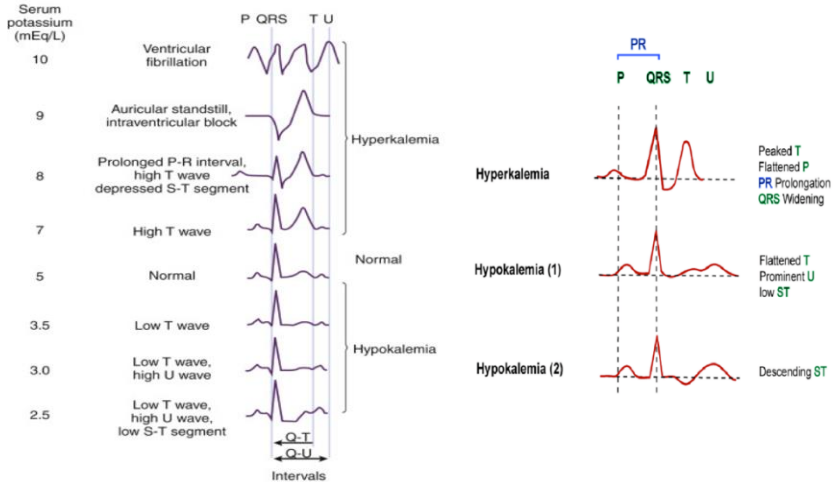 Serum
potassium
(mEq/L)
P QRS T U
10
Ventricular
fibrillation
9
Auricular standstill,
intraventricular block
Hyperkalemia
8
Prolonged P-R interval,
high T wave
depressed S-T segment
7
High T wave
Normal
5
Normal
3.5
Low T wave
Hypokalemia
3.0
Low T wave,
high U wave
2.5
Low T wave,
high U wave,
low S-T segment
Q-T
Q-U
Intervals
PR
P QRS T U
Hyperkalemia
Peaked T
Flattened P
PR Prolongation
QRS Widening
Hypokalemia (1)
Flattened T
Prominent U
low ST
Hypokalemia (2)
Descending ST